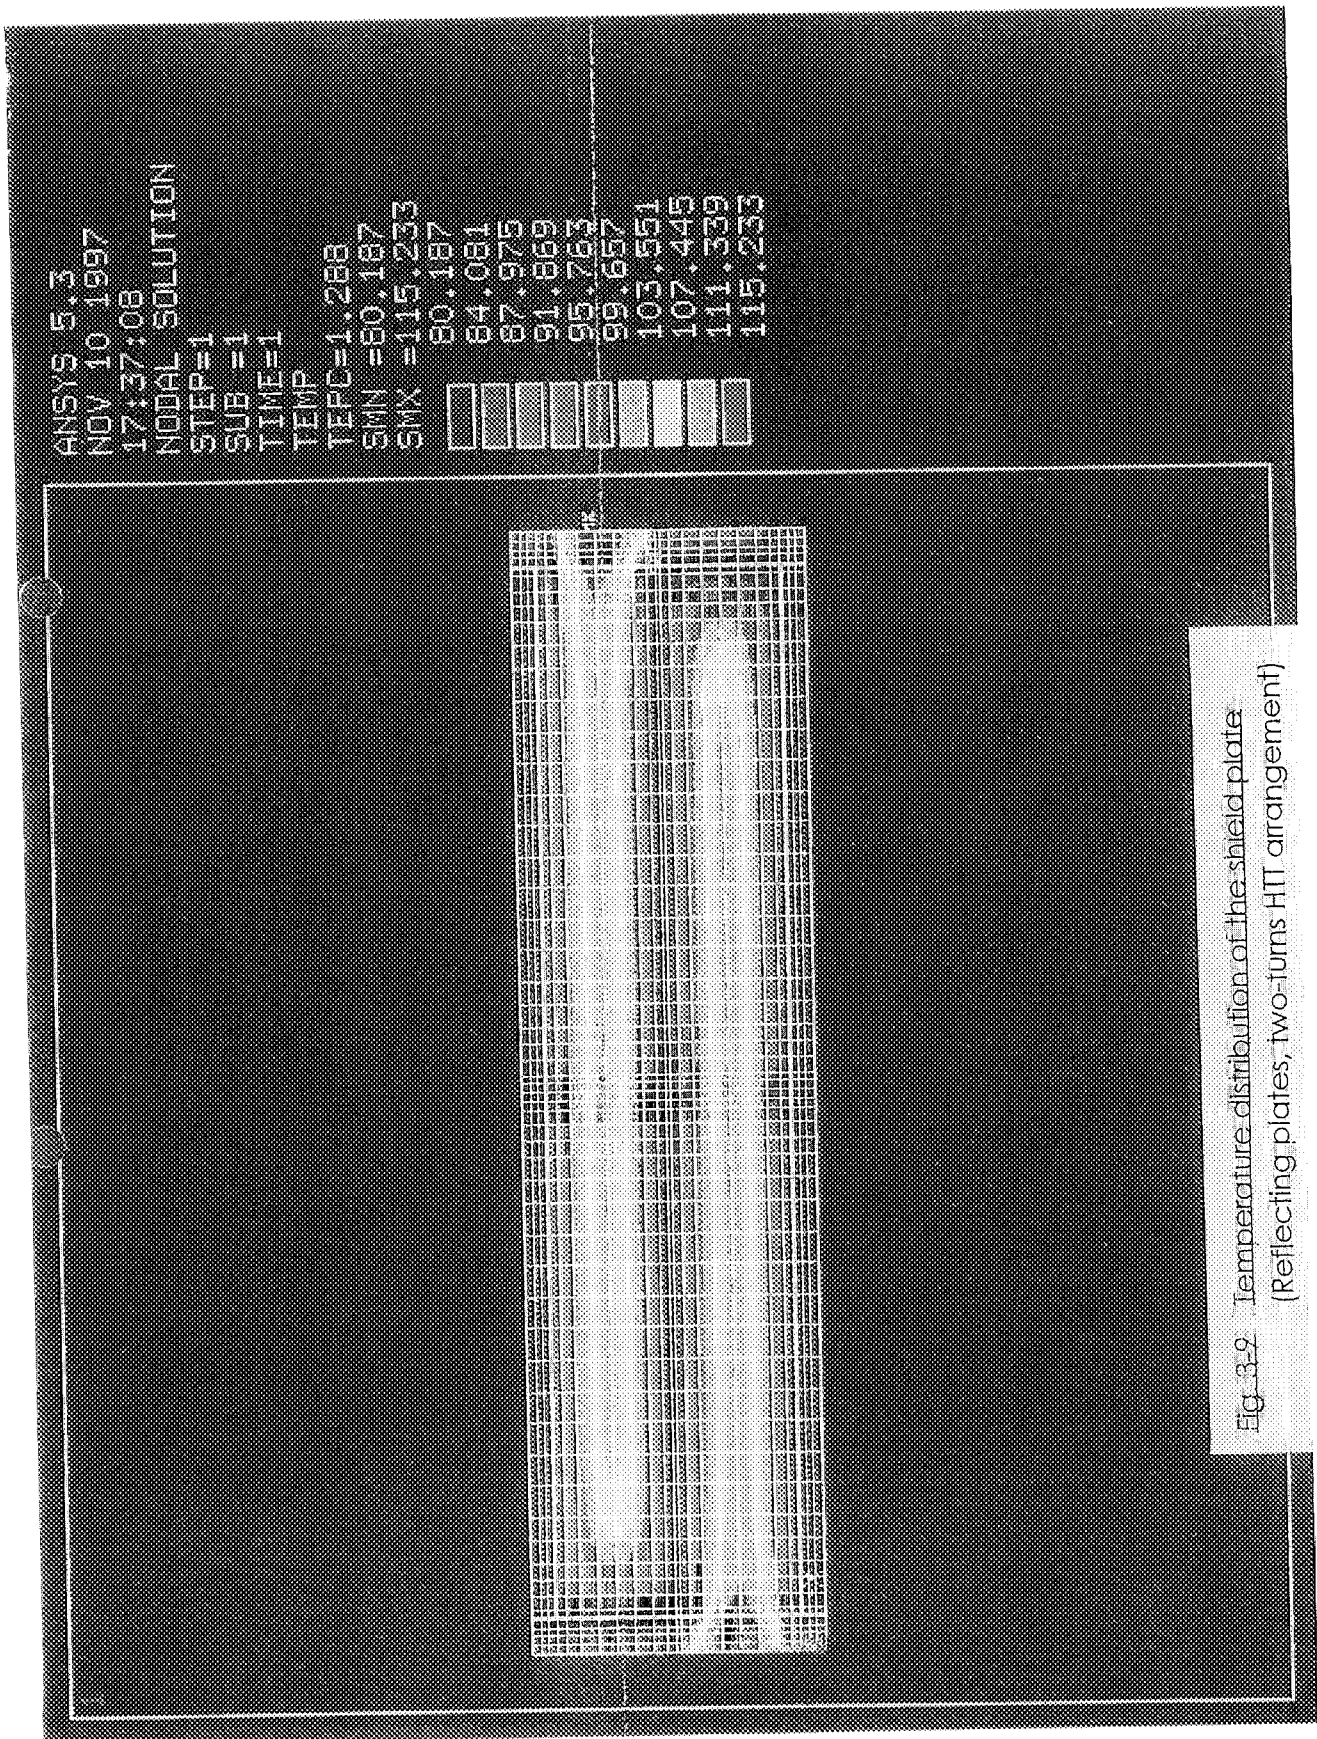 ANSYS 5.3
NOV 10 1997
17:37:08
NODAL SOLUTION
STEP=1
SUB =1
TIME=1
TEMP
TEPC=1.288
SMN =80.187
SMX =115.233
80.187
84.081
87.975
91.869
95.763
99.657
103.551
107.445
111.339
115.233
1
Fig. 3-9 Temperature distribution of the shield plate
(Reflecting plates, two-turns HTT arrangement)